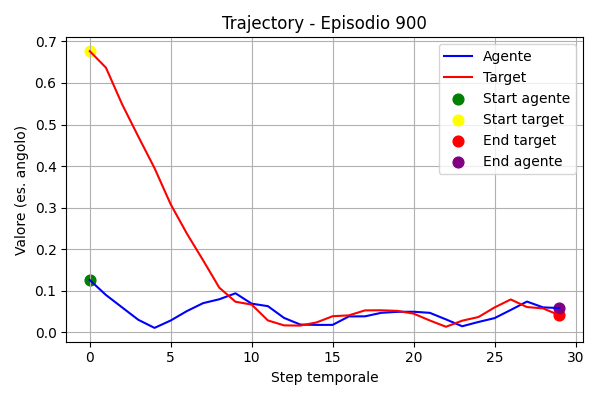 Trajectory - Episodio 900
Valore (es. angolo)
0.7
0.6
0.5
0.4
0.3
0.2
0.1
0.0
0 5 10 15 20 25 30
Step temporale
Agente
Target
Start agente
Start target
End target
End agente